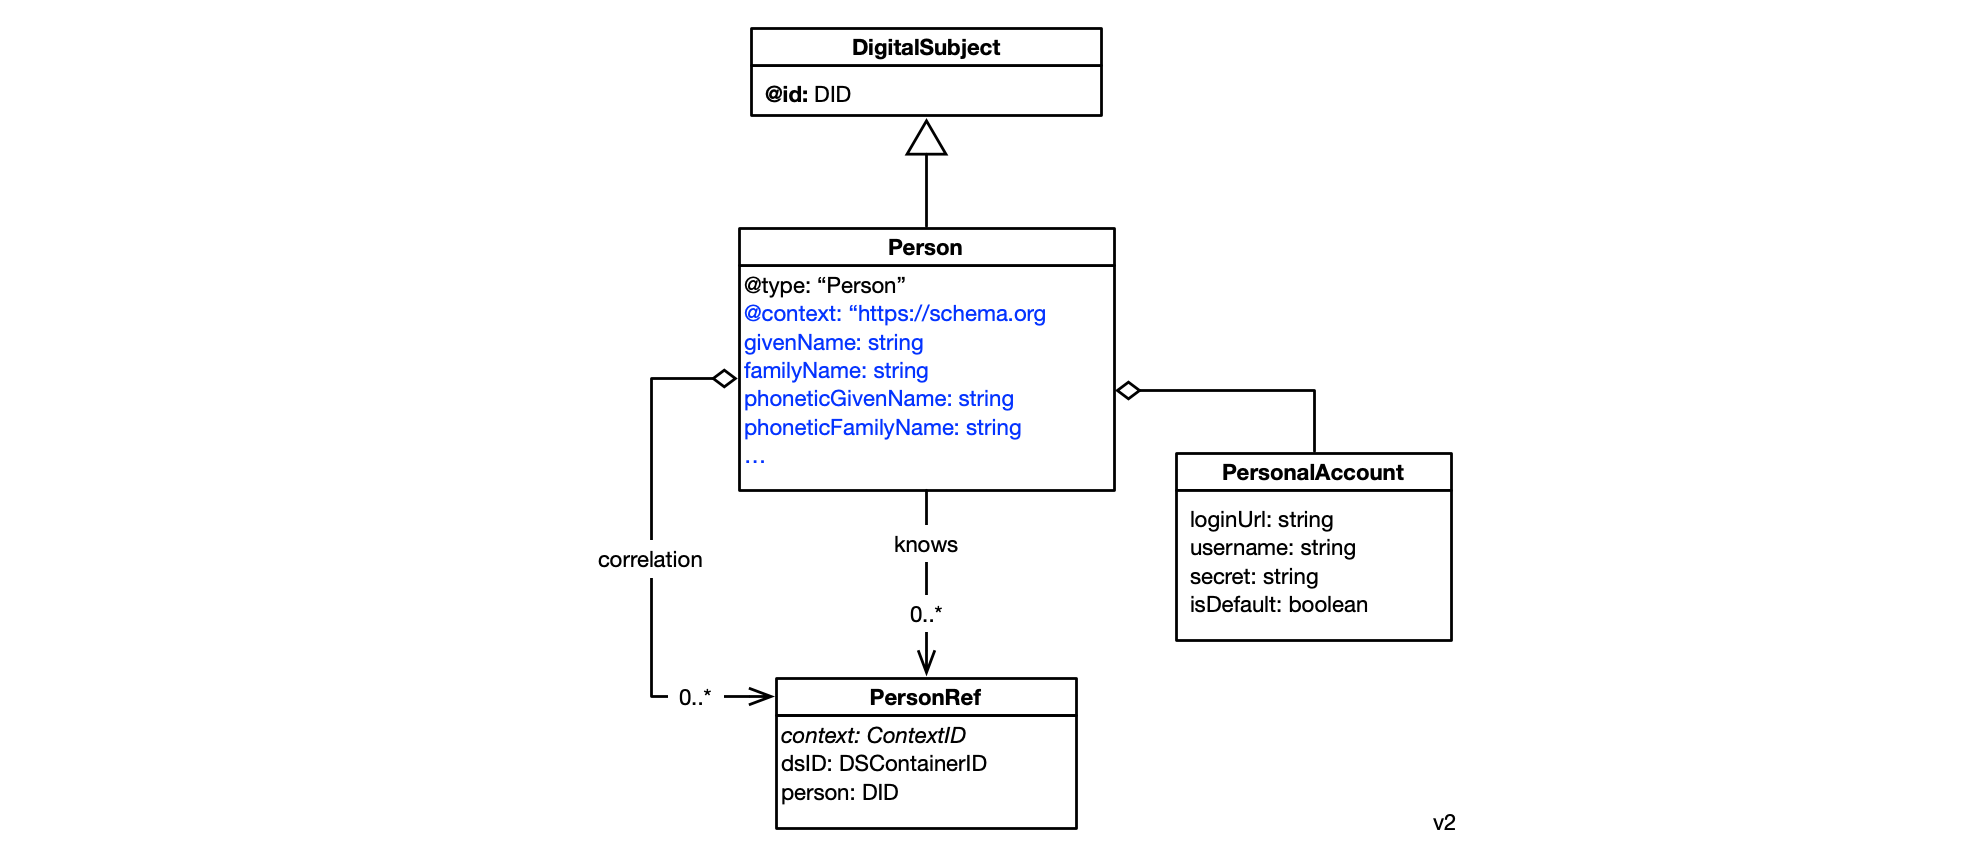 DigitalSubject
@id: DID
Person
@type: “Person”
@context: “https://schema.org
givenName: string
familyName: string
phoneticGivenName: string
phoneticFamilyName: string
...
PersonalAccount
loginUrl: string
username: string
secret: string
isDefault: boolean
correlation
knows
0..*
0..*
PersonRef
context: ContextID
dsID: DSContainerID
person: DID
v2